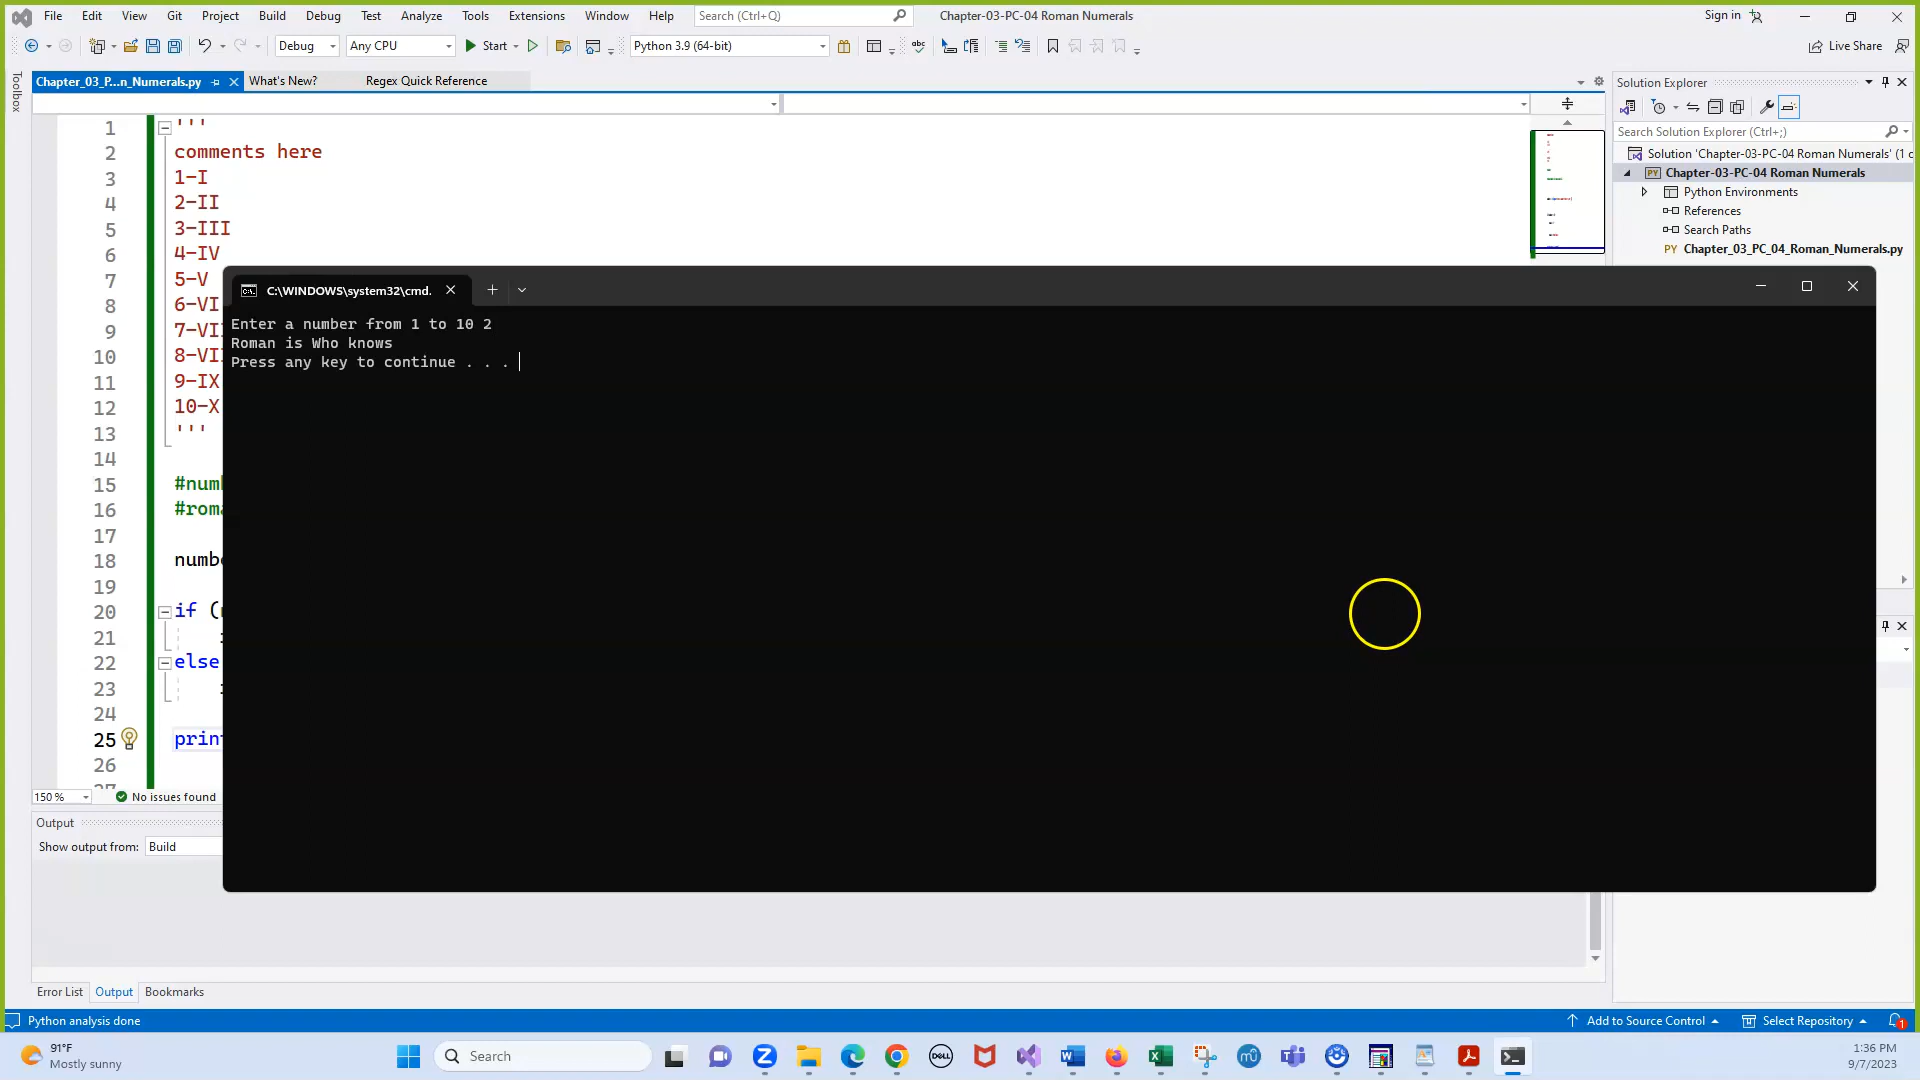 File Edit View Git Project Build Debug Test Analyze Tools Extensions Window Help Search (Ctrl+Q) Chapter-03-PC-04 Roman Numerals Sign in
Debug Any CPU Start Python 3.9 (64-bit) abc Live Share
Toolbox
Chapter_03_P...n_Numerals.py What's New? Regex Quick Reference
1 '''
2 comments here
3 1-I
4 2-II
5 3-III
6 4-IV
7 5-V
8 6-VI
9 7-VI
10 8-VI
11 9-IX
12 10-X
13 '''
14
15 #num
16 #rom
17
18 numb
19
20 if (
21
22 else
23
24
25 prin
26
150 % No issues found
C:\WINDOWS\system32\cmd.
Enter a number from 1 to 10 2
Roman is Who knows
Press any key to continue . . .
Solution Explorer
Search Solution Explorer (Ctrl+;)
Solution 'Chapter-03-PC-04 Roman Numerals' (1 c
PY Chapter-03-PC-04 Roman Numerals
Python Environments
References
Search Paths
PY Chapter_03_PC_04_Roman_Numerals.py
Output
Show output from: Build
Error List Output Bookmarks
Python analysis done Add to Source Control Select Repository 1
91°F
Mostly sunny
Search
DELL
1:36 PM
9/7/2023